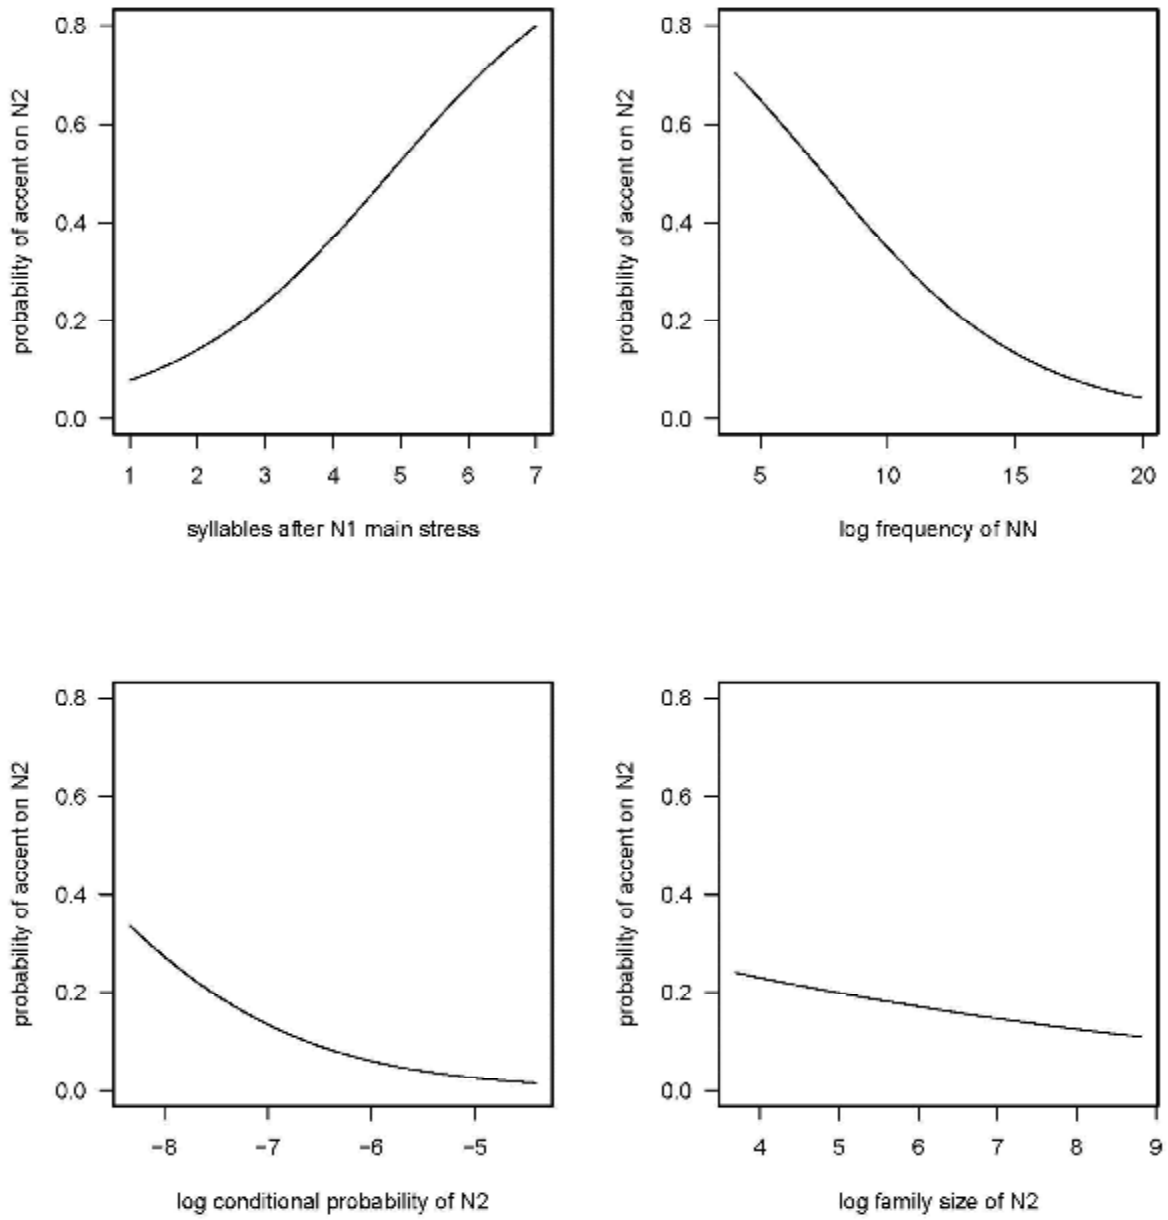 probability of accent on N2
0.8
0.6
0.4
0.2
0.0
1 2 3 4 5 6 7
syllables after N1 main stress
probability of accent on N2
0.8
0.6
0.4
0.2
0.0
5 10 15 20
log frequency of NN
probability of accent on N2
0.8
0.6
0.4
0.2
0.0
−8 −7 −6 −5
log conditional probability of N2
probability of accent on N2
0.8
0.6
0.4
0.2
0.0
4 5 6 7 8 9
log family size of N2